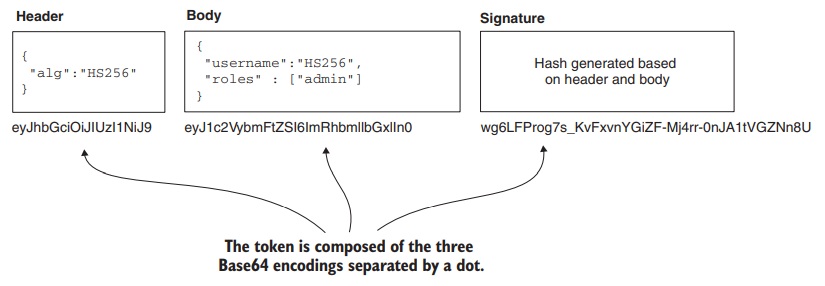 Header
Body
Signature
{
"alg":"HS256"
}
{
"username":"HS256",
"roles" : ["admin"]
}
Hash generated based
on header and body
eyJhbGciOiJIUzI1NiJ9
eyJ1c2VybmFtZSI6ImRhbmllbGxlIn0
wg6LFProg7s_KvFxvnYGiZF-Mj4rr-0nJA1tVGZNn8U
The token is composed of the three
Base64 encodings separated by a dot.